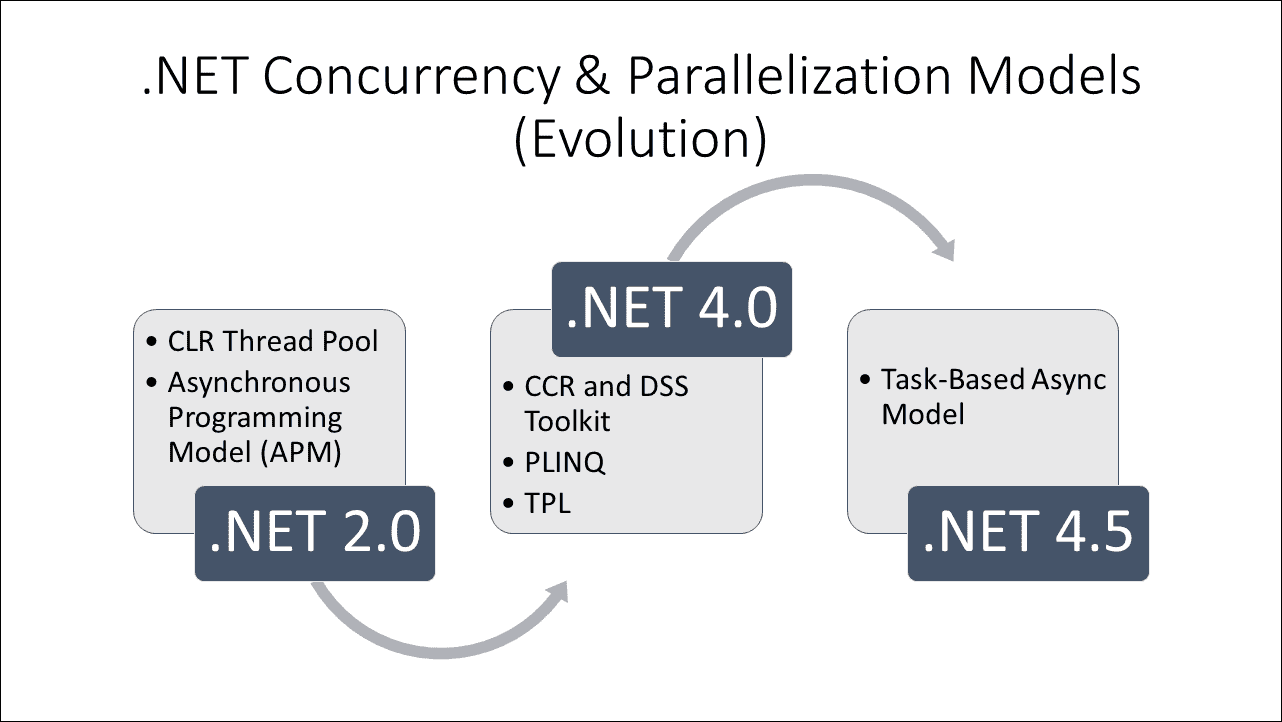 .NET Concurrency & Parallelization Models
(Evolution)
• CLR Thread Pool
• Asynchronous
Programming
Model (APM)
.NET 2.0
.NET 4.0
• CCR and DSS
Toolkit
• PLINQ
• TPL
• Task-Based Async
Model
.NET 4.5